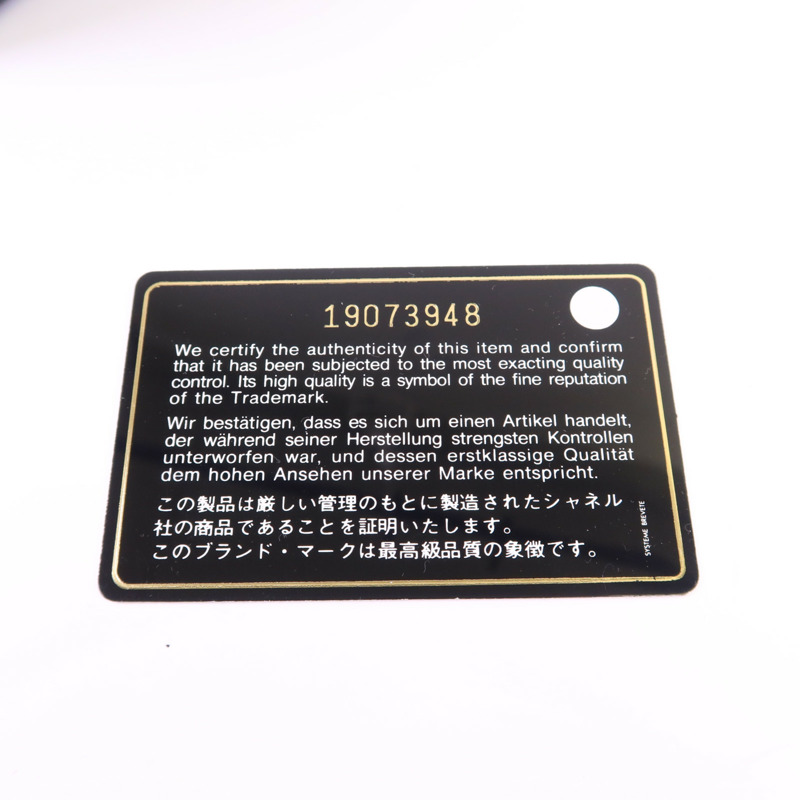 19073948
We certify the authenticity of this item and confirm
that it has been subjected to the most exacting quality
control. Its high quality is a symbol of the fine reputation
of the Trademark.
Wir bestätigen, dass es sich um einen Artikel handelt,
der während seiner Herstellung strengsten Kontrollen
unterworfen war, und dessen erstklassige Qualität
dem hohen Ansehen unserer Marke entspricht.
この製品は厳しい管理のもとに製造されたシャネル
社の商品であることを証明いたします。
このブランド・マークは最高級品質の象徴です。
SYSTEME BREVETE